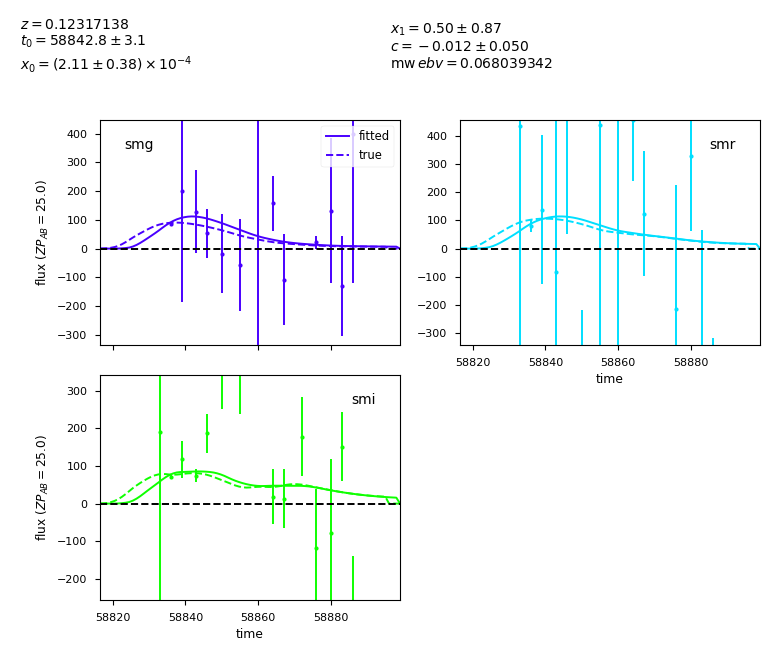 z = 0.12317138
t₀ = 58842.8 ± 3.1
x₀ = (2.11 ± 0.38) × 10⁻⁴
x₁ = 0.50 ± 0.87
c = −0.012 ± 0.050
mw ebv = 0.068039342
smg
fitted
true
400
300
200
100
0
−100
−200
−300
flux (ZP_AB = 25.0)
smr
400
300
200
100
0
−100
−200
−300
58820 58840 58860 58880
time
smi
300
200
100
0
−100
−200
flux (ZP_AB = 25.0)
58820 58840 58860 58880
time